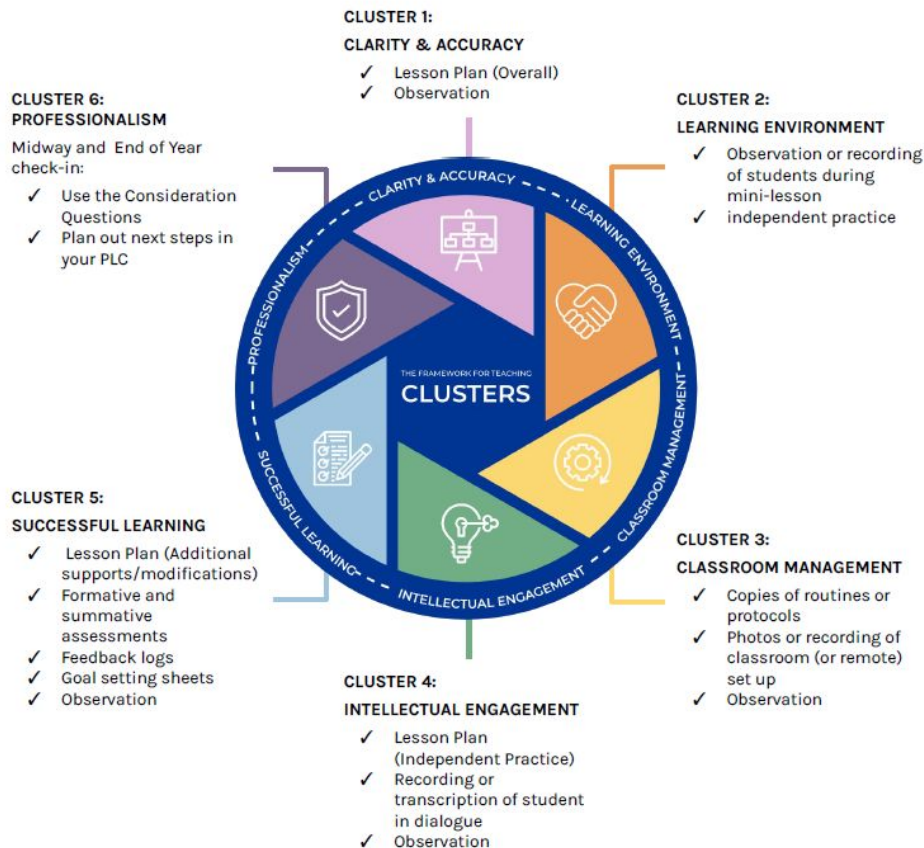 CLUSTER 1:
CLARITY & ACCURACY
✓ Lesson Plan (Overall)
✓ Observation
CLUSTER 6:
PROFESSIONALISM
Midway and End of Year
check-in:
✓ Use the Consideration
Questions
✓ Plan out next steps in
your PLC
CLUSTER 2:
LEARNING ENVIRONMENT
✓ Observation or recording
of students during
mini-lesson
✓ independent practice
CLARITY & ACCURACY
LEARNING ENVIRONMENT
CLASSROOM MANAGEMENT
INTELLECTUAL ENGAGEMENT
SUCCESSFUL LEARNING
PROFESSIONALISM
THE FRAMEWORK FOR TEACHING
CLUSTERS
CLUSTER 5:
SUCCESSFUL LEARNING
✓ Lesson Plan (Additional
supports/modifications)
✓ Formative and
summative
assessments
✓ Feedback logs
✓ Goal setting sheets
✓ Observation
CLUSTER 3:
CLASSROOM MANAGEMENT
✓ Copies of routines or
protocols
✓ Photos or recording of
classroom (or remote)
set up
✓ Observation
CLUSTER 4:
INTELLECTUAL ENGAGEMENT
✓ Lesson Plan
(Independent Practice)
✓ Recording or
transcription of student
in dialogue
✓ Observation